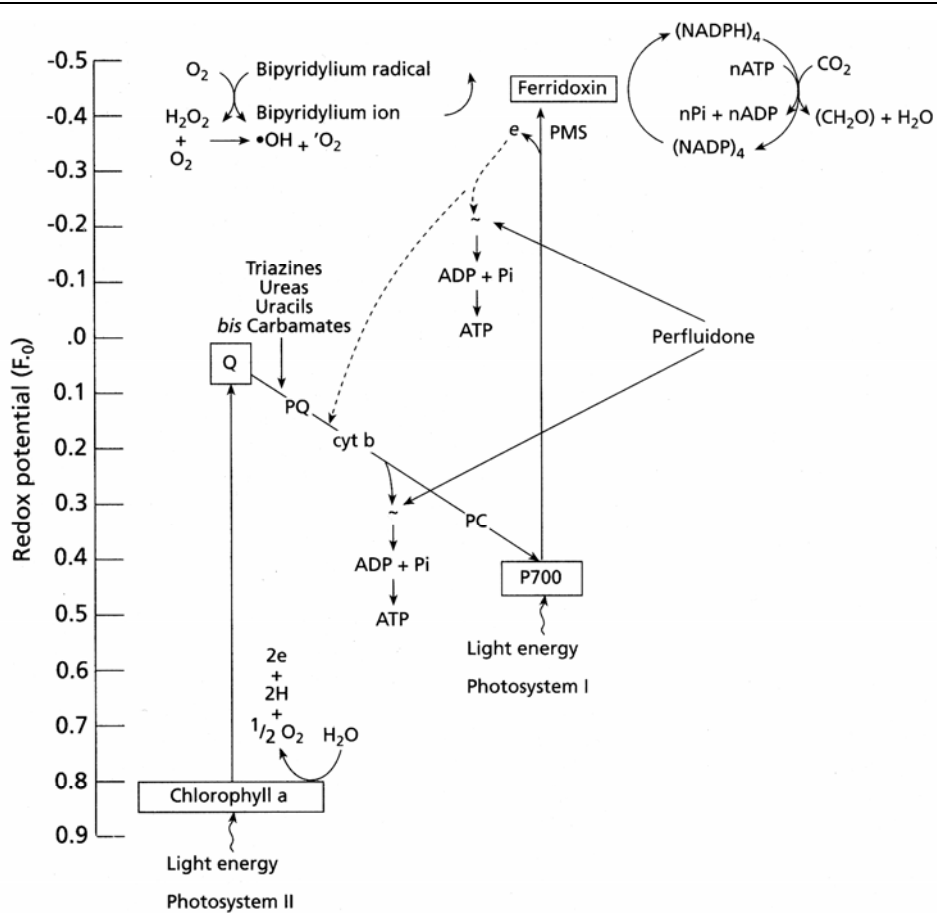 -0.5
-0.4
-0.3
-0.2
-0.1
.0
0.1
0.2
0.3
0.4
0.5
0.6
0.7
0.8
0.9
Redox potential (F.0)
O2
Bipyridylium radical
H2O2
+
O2
Bipyridylium ion
•OH + 'O2
Ferridoxin
(NADPH)4
nATP
CO2
nPi + nADP
(CH2O) + H2O
(NADP)4
e
PMS
~
ADP + Pi
ATP
Triazines
Ureas
Uracils
bis Carbamates
Perfluidone
Q
PQ
cyt b
~
PC
ADP + Pi
ATP
P700
Light energy
Photosystem I
2e
+
2H
+
1/2 O2
H2O
Chlorophyll a
Light energy
Photosystem II